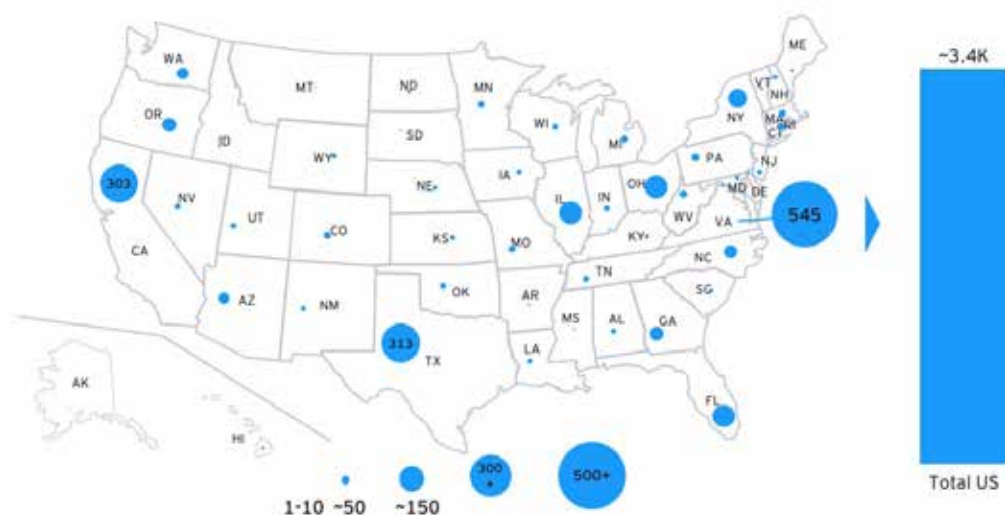 ME
~3.4K
WA
MT
ND
MN
VT
NH
OR
ID
SD
WI
MI
NY
MA
RI
CT
WY
IA
PA
NJ
303
NE
IL
IN
OH
MD
DE
NV
UT
CO
KS
MO
KY
WV
VA
545
CA
TN
NC
AZ
NM
OK
AR
SC
MS
AL
GA
313
TX
LA
AK
FL
HI
1-10 ~50
~150
300
+
500+
Total US